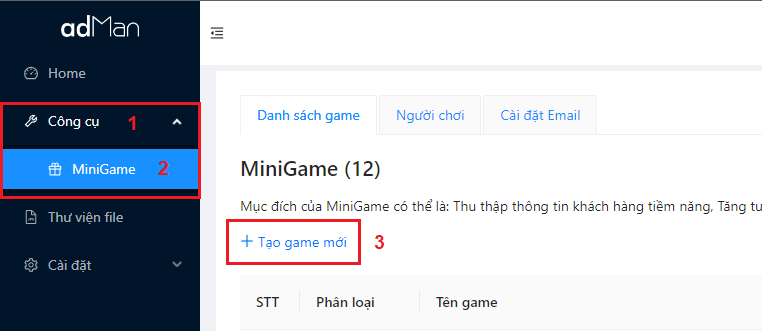 adMan
Home
Công cụ 1
MiniGame 2
Thư viện file
Cài đặt
Danh sách game Người chơi Cài đặt Email
MiniGame (12)
Mục đích của MiniGame có thể là: Thu thập thông tin khách hàng tiềm năng, Tăng tu
+ Tạo game mới 3
STT Phân loại Tên game